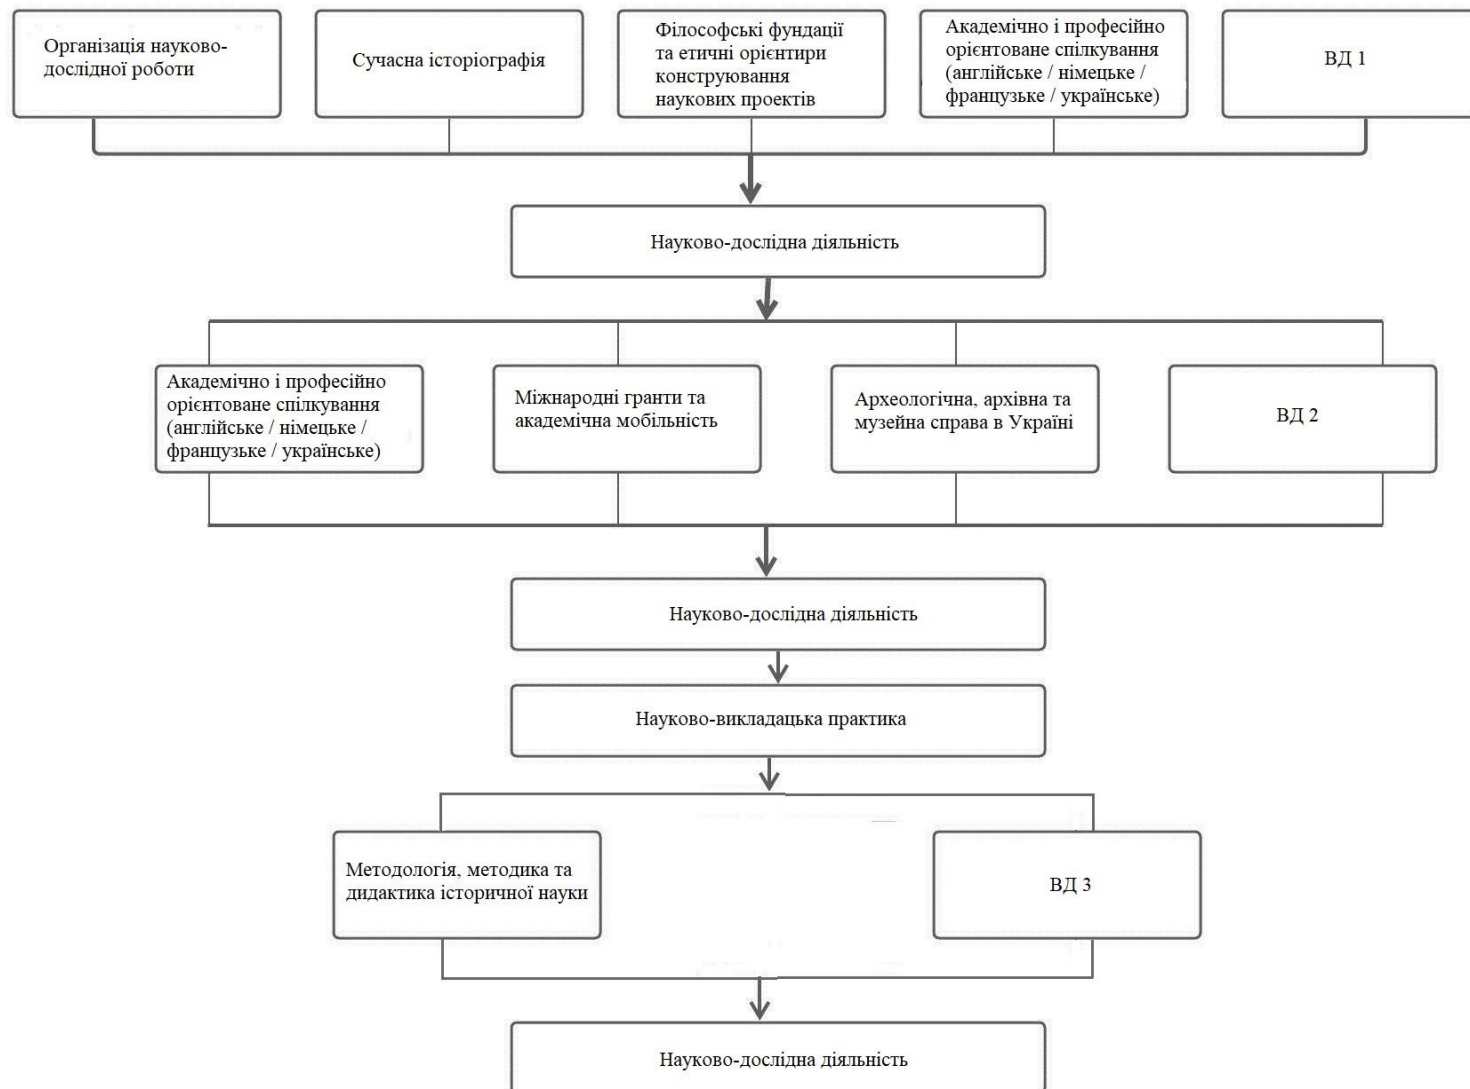 Організація науково-
дослідної роботи
Сучасна історіографія
Філософські фундації
та етичні орієнтири
конструювання
наукових проектів
Академічно і професійно
орієнтоване спілкування
(англійське / німецьке /
французьке / українське)
ВД 1
Науково-дослідна діяльність
Академічно і професійно
орієнтоване спілкування
(англійське / німецьке /
французьке / українське)
Міжнародні гранти та
академічна мобільність
Археологічна, архівна та
музейна справа в Україні
ВД 2
Науково-дослідна діяльність
Науково-викладацька практика
Методологія, методика та
дидактика історичної науки
ВД 3
Науково-дослідна діяльність